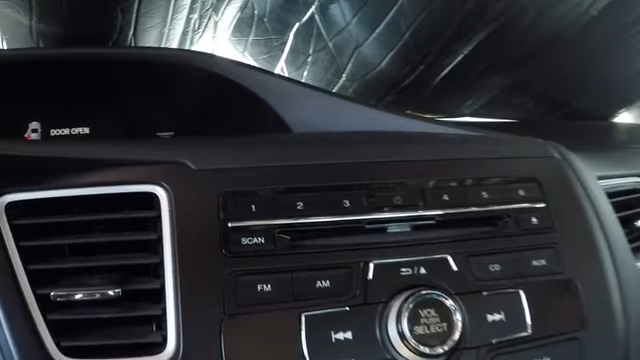 DOOR OPEN
1 2 3 4 5 6
SCAN
FM AM CD AUX
VOL
PUSH
SELECT